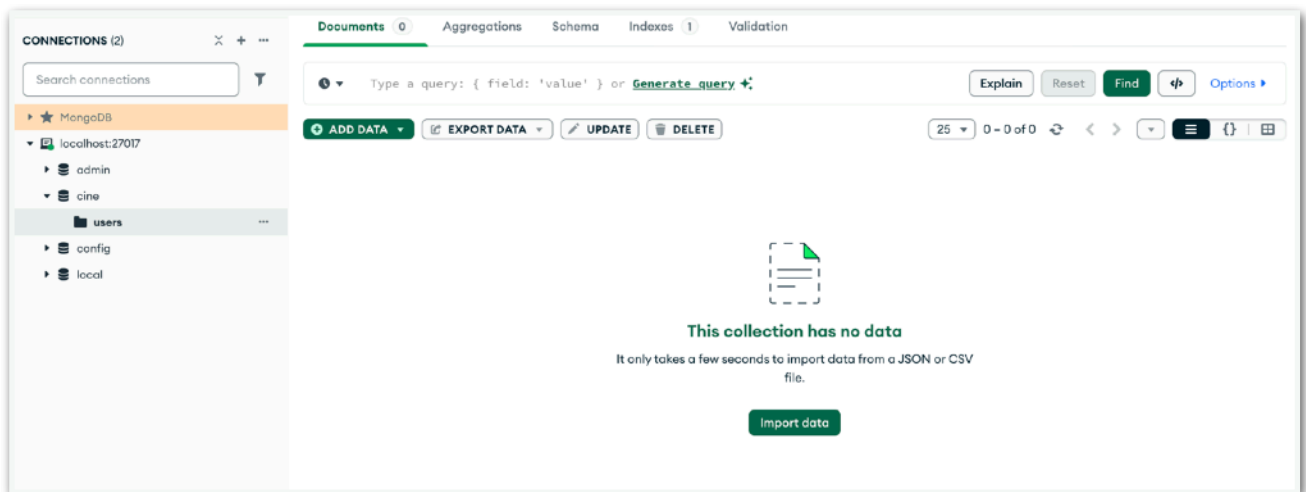 CONNECTIONS (2)
Search connections
MongoDB
localhost:27017
admin
cine
users
config
local
Documents 0 Aggregations Schema Indexes 1 Validation
Type a query: { field: 'value' } or Generate query
Explain Reset Find </> Options
ADD DATA EXPORT DATA UPDATE DELETE
25 0 – 0 of 0 {}
This collection has no data
It only takes a few seconds to import data from a JSON or CSV
file.
Import data